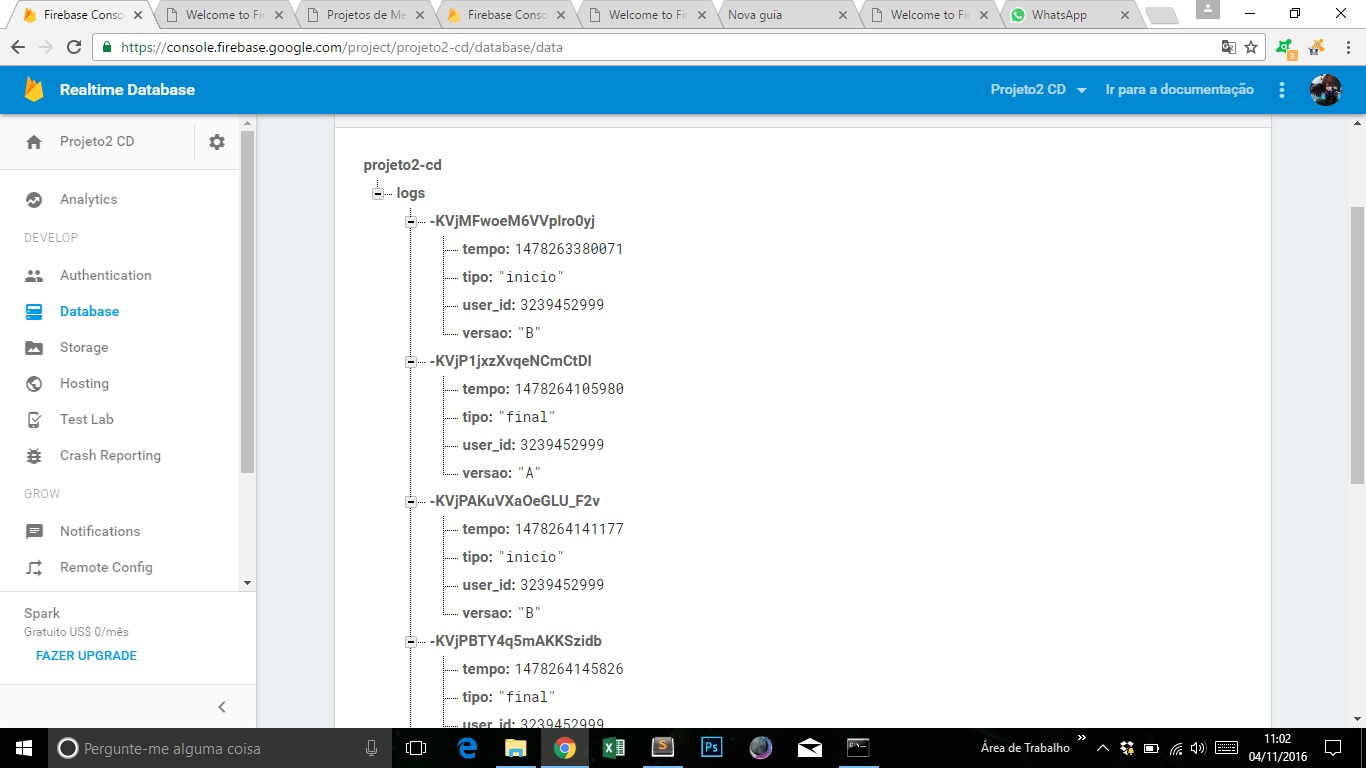 Firebase Conso
Welcome to Fir
Projetos de Me
Firebase Conso
Welcome to Fir
Nova guia
Welcome to Fir
WhatsApp
https://console.firebase.google.com/project/projeto2-cd/database/data
3
Realtime Database
Projeto2 CD
Ir para a documentação
Projeto2 CD
Analytics
DEVELOP
Authentication
Database
Storage
Hosting
Test Lab
Crash Reporting
GROW
Notifications
Remote Config
Spark
Gratuito US$ 0/mês
FAZER UPGRADE
projeto2-cd
logs
-KVjMFwoeM6VVpIro0yj
tempo: 1478263380071
tipo: "inicio"
user_id: 3239452999
versao: "B"
-KVjP1jxzXvqeNCmCtDI
tempo: 1478264105980
tipo: "final"
user_id: 3239452999
versao: "A"
-KVjPAKuVXaOeGLU_F2v
tempo: 1478264141177
tipo: "inicio"
user_id: 3239452999
versao: "B"
-KVjPBTY4q5mAKKSzidb
tempo: 1478264145826
tipo: "final"
user_id: 3239452999
Pergunte-me alguma coisa
Ps
Área de Trabalho
11:02
04/11/2016